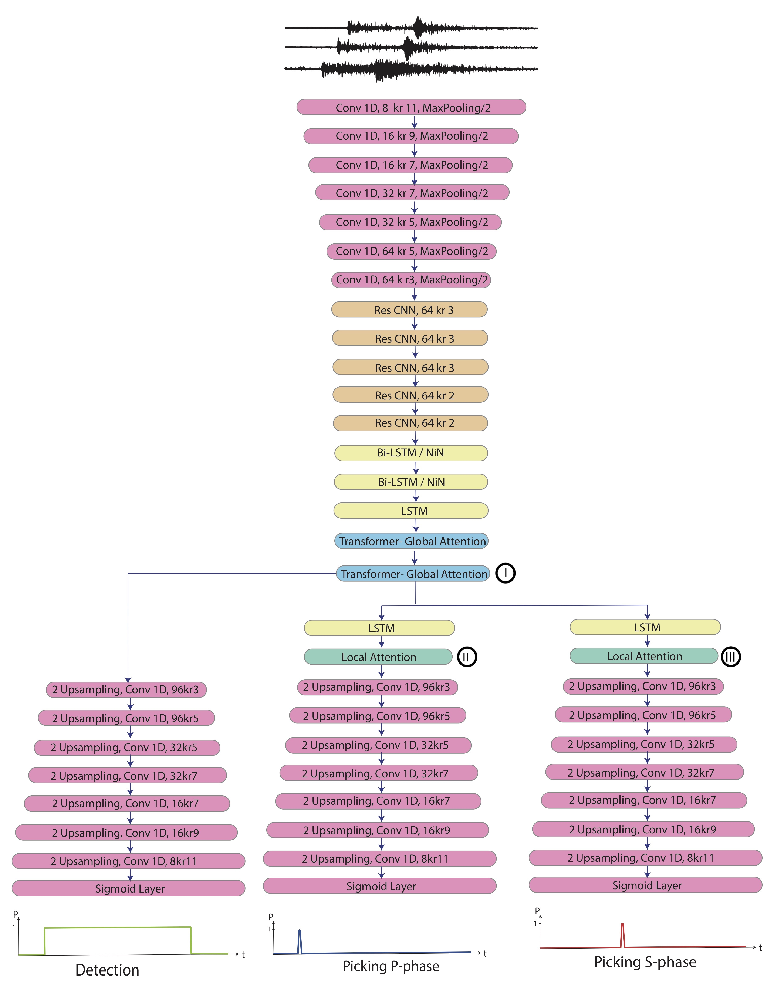 Conv 1D, 8 kr 11, MaxPooling/2
Conv 1D, 16 kr 9, MaxPooling/2
Conv 1D, 16 kr 7, MaxPooling/2
Conv 1D, 32 kr 7, MaxPooling/2
Conv 1D, 32 kr 5, MaxPooling/2
Conv 1D, 64 kr 5, MaxPooling/2
Conv 1D, 64 k r3, MaxPooling/2
Res CNN, 64 kr 3
Res CNN, 64 kr 3
Res CNN, 64 kr 3
Res CNN, 64 kr 2
Res CNN, 64 kr 2
Bi-LSTM / NiN
Bi-LSTM / NiN
LSTM
Transformer- Global Attention
Transformer- Global Attention
I
2 Upsampling, Conv 1D, 96kr3
2 Upsampling, Conv 1D, 96kr5
2 Upsampling, Conv 1D, 32kr5
2 Upsampling, Conv 1D, 32kr7
2 Upsampling, Conv 1D, 16kr7
2 Upsampling, Conv 1D, 16kr9
2 Upsampling, Conv 1D, 8kr11
Sigmoid Layer
P
1
t
Detection
LSTM
Local Attention
II
2 Upsampling, Conv 1D, 96kr3
2 Upsampling, Conv 1D, 96kr5
2 Upsampling, Conv 1D, 32kr5
2 Upsampling, Conv 1D, 32kr7
2 Upsampling, Conv 1D, 16kr7
2 Upsampling, Conv 1D, 16kr9
2 Upsampling, Conv 1D, 8kr11
Sigmoid Layer
P
1
t
Picking P-phase
LSTM
Local Attention
III
2 Upsampling, Conv 1D, 96kr3
2 Upsampling, Conv 1D, 96kr5
2 Upsampling, Conv 1D, 32kr5
2 Upsampling, Conv 1D, 32kr7
2 Upsampling, Conv 1D, 16kr7
2 Upsampling, Conv 1D, 16kr9
2 Upsampling, Conv 1D, 8kr11
Sigmoid Layer
P
1
t
Picking S-phase